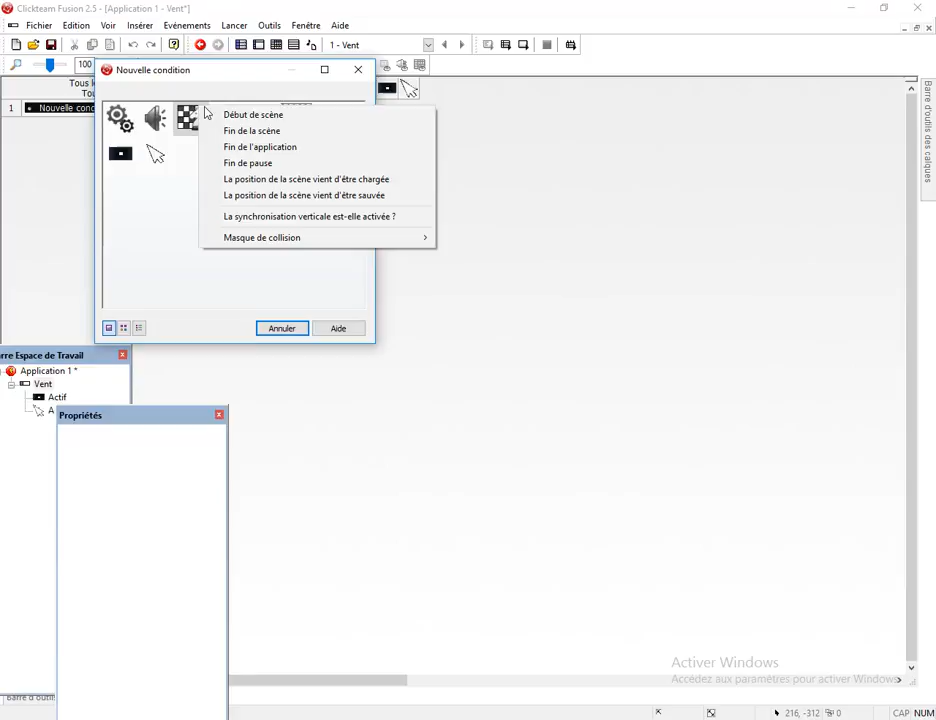 Clickteam Fusion 2.5 - [Application 1 - Vent*]
Fichier Edition Voir Insérer Evénements Lancer Outils Fenêtre Aide
1 - Vent
100
Nouvelle condition
Tous
1 • Nouvelle
Début de scène
Fin de la scène
Fin de l'application
Fin de pause
La position de la scène vient d'être chargée
La position de la scène vient d'être sauvée
La synchronisation verticale est-elle activée ?
Masque de collision
Annuler Aide
Barre d'outils des calques
rre Espace de Travail
Application 1 *
Vent
Actif
A
Propriétés
Barre d'outils
Activer Windows
Accédez aux paramètres pour activer Windows
216, -312 0 CAP NUM